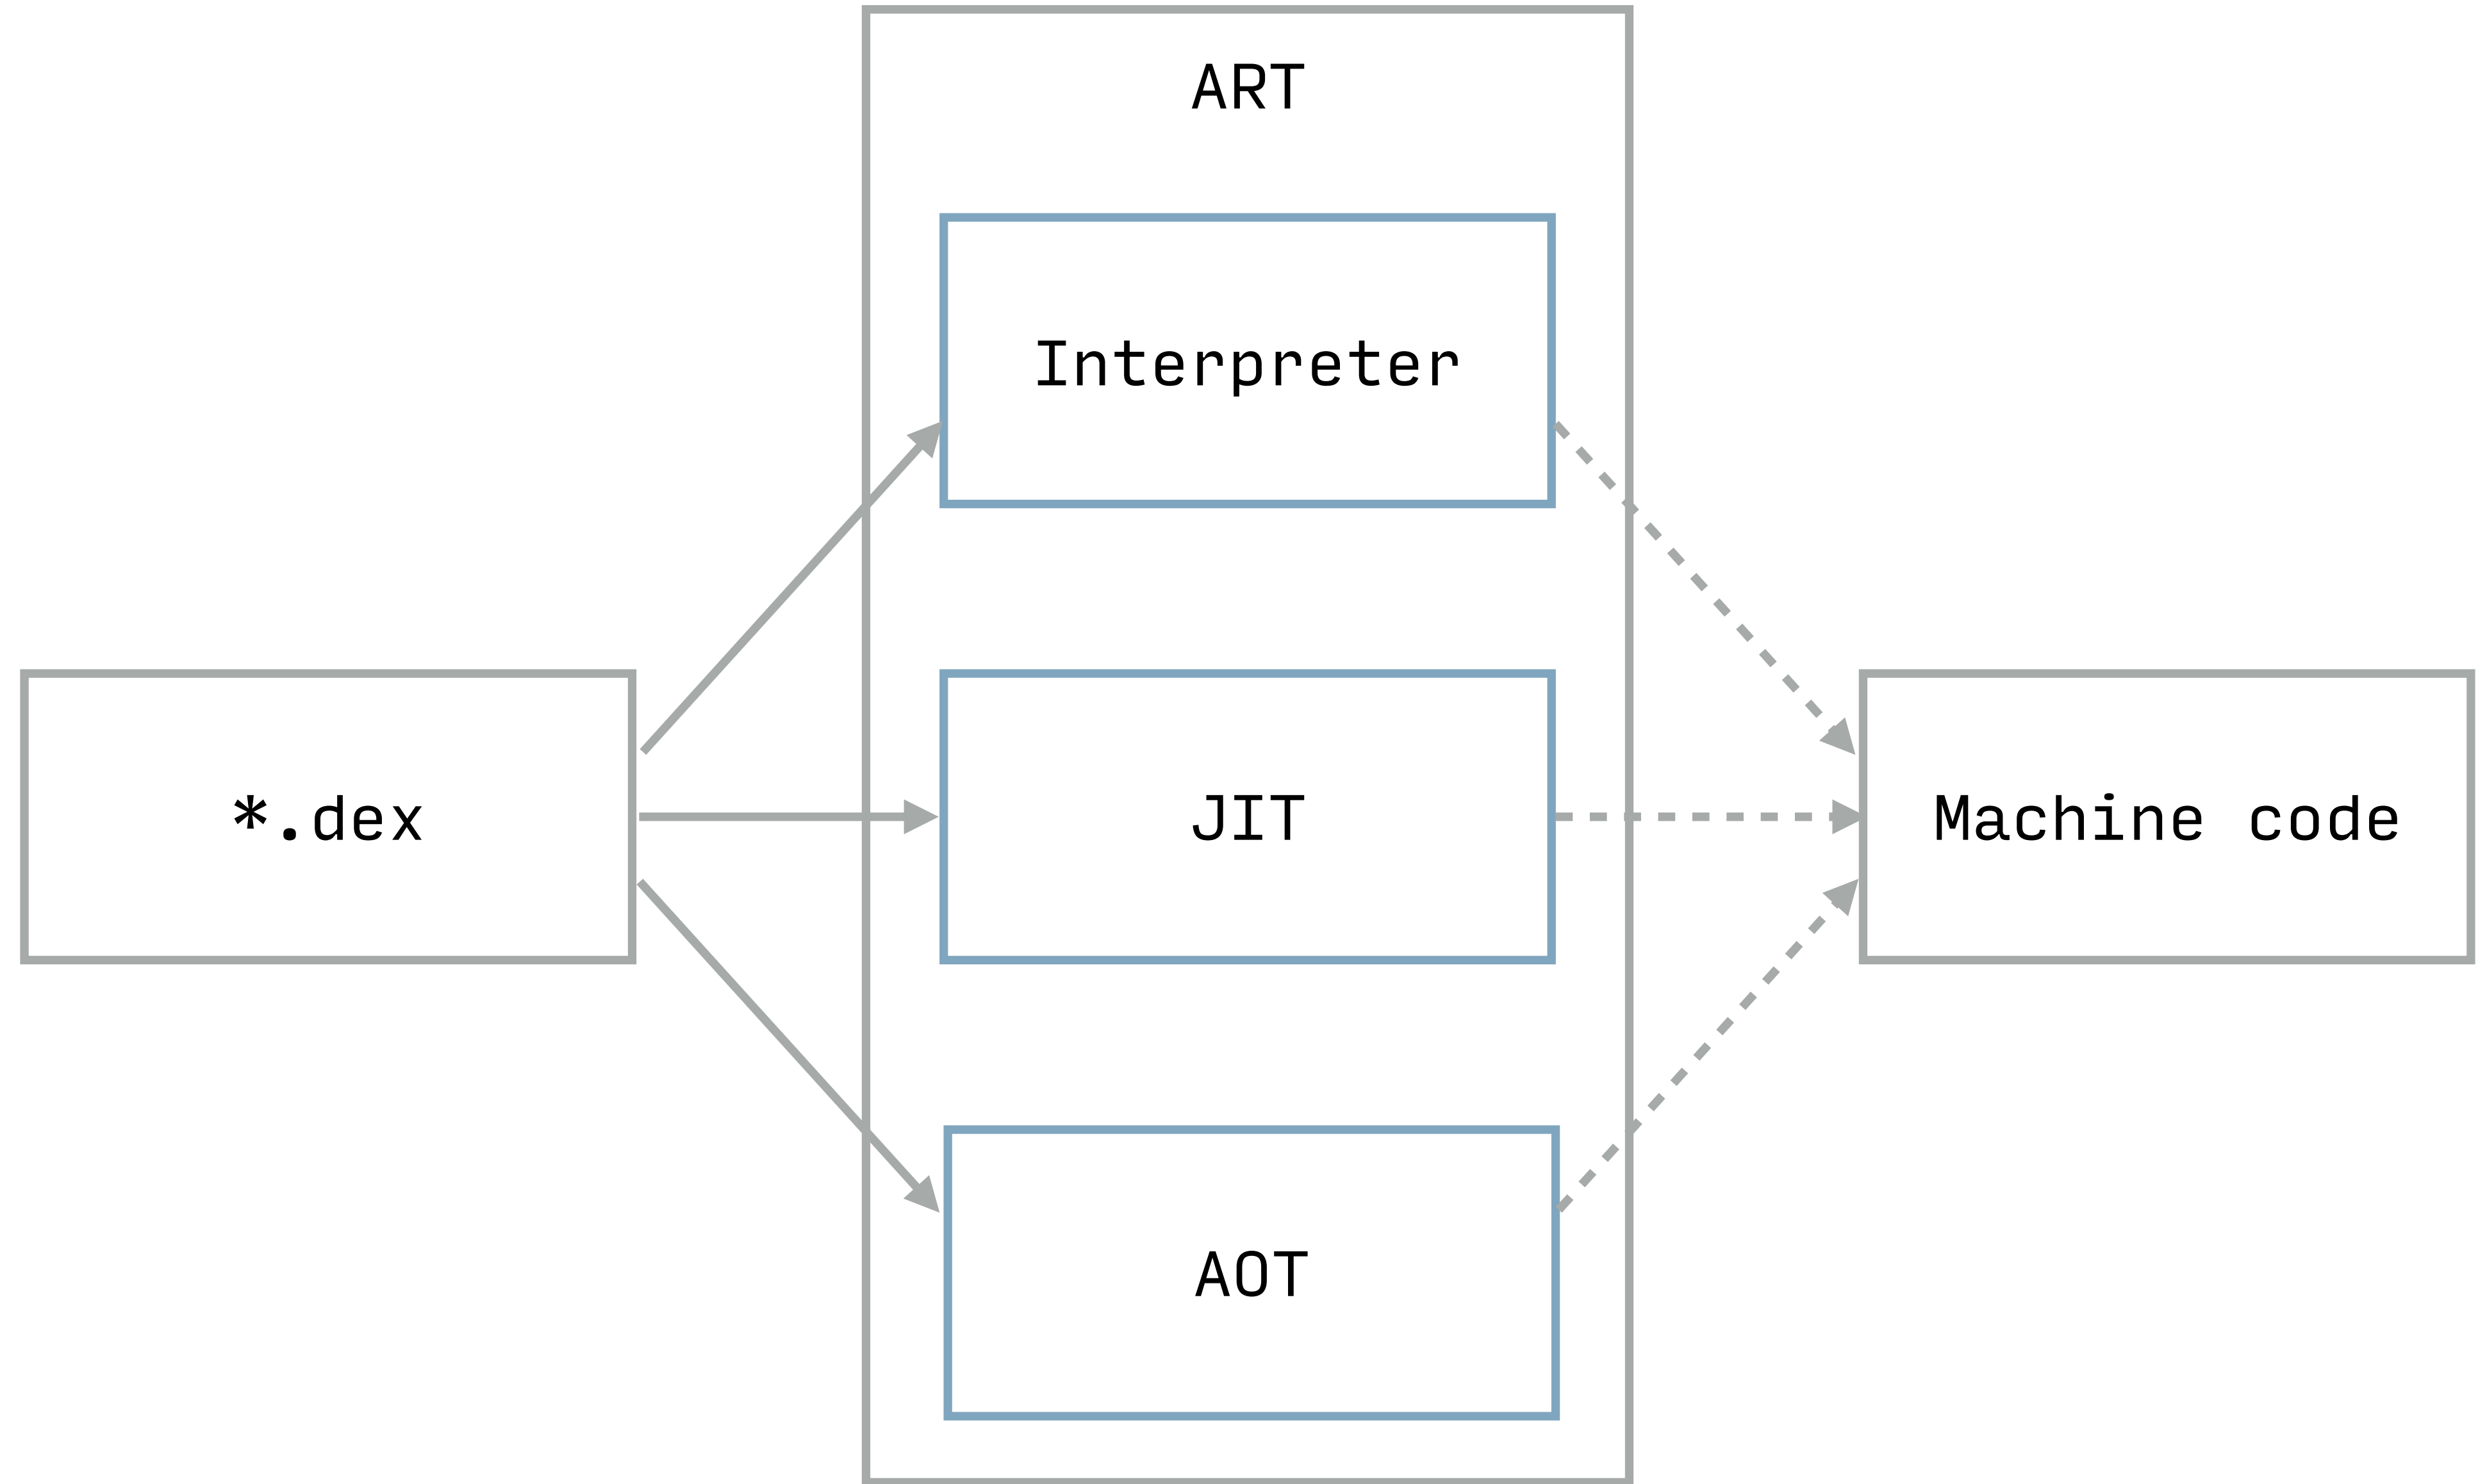 ART
Interpreter
*.dex
JIT
Machine code
AOT